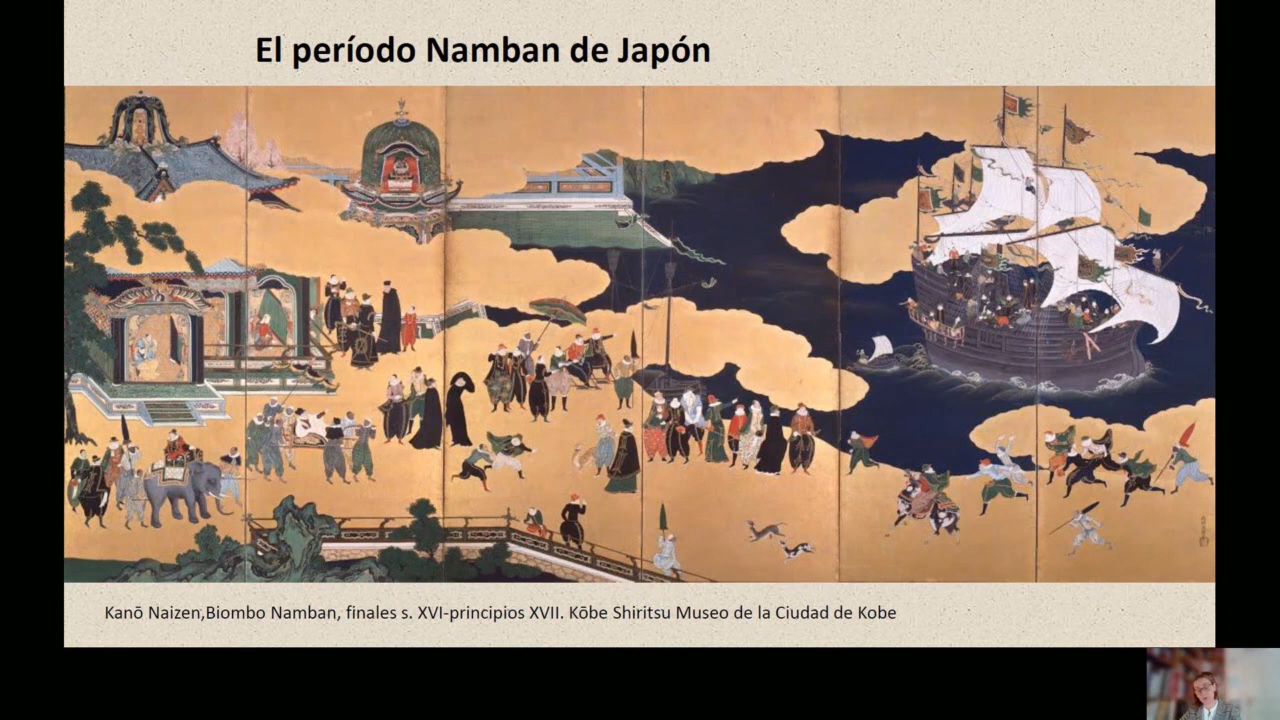 El período Namban de Japón
Kanō Naizen,Biombo Namban, finales s. XVI-principios XVII. Kōbe Shiritsu Museo de la Ciudad de Kobe